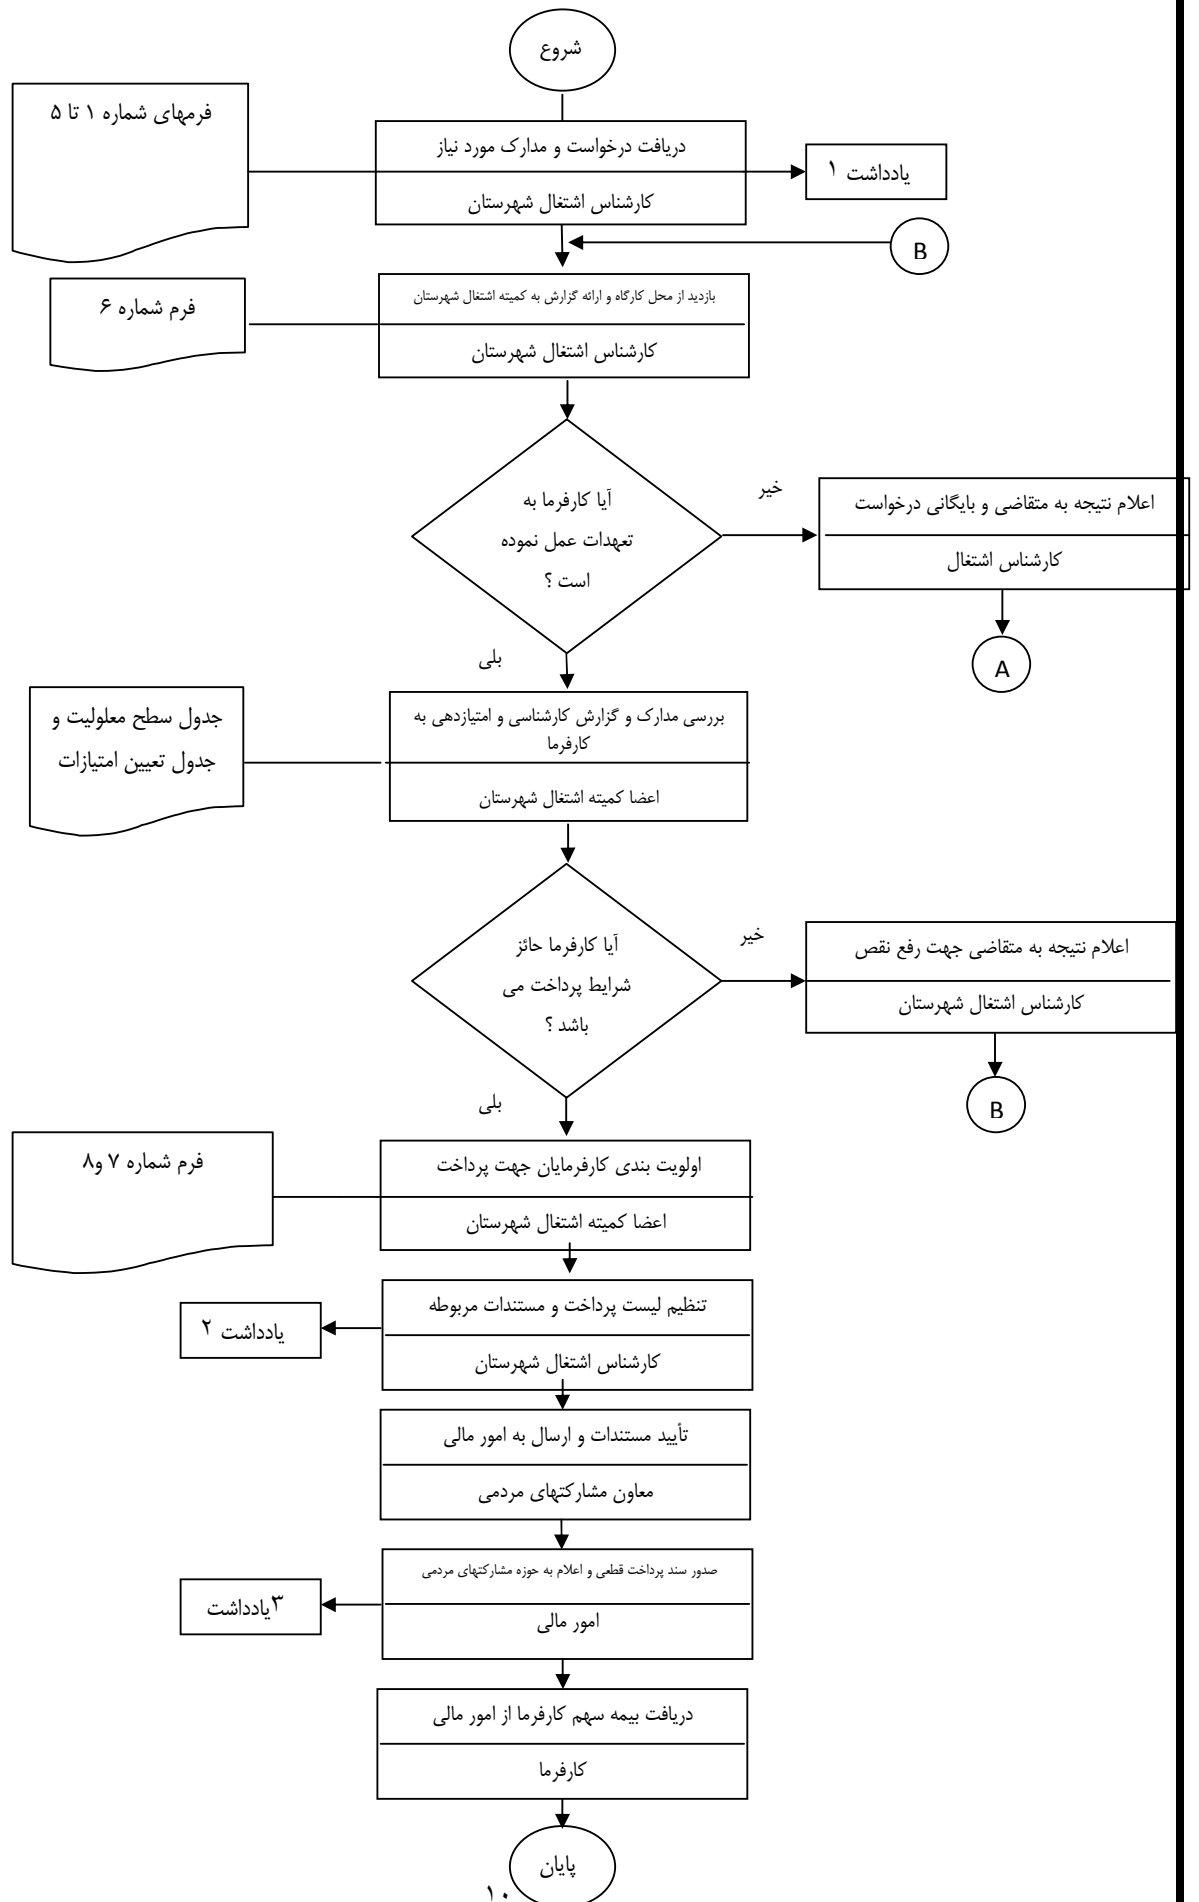 شروع
فرمهای شماره ۱ تا ۵
دریافت درخواست و مدارک مورد نیاز
کارشناس اشتغال شهرستان
یادداشت ۱
B
فرم شماره ۶
بازدید از محل کارگاه و ارائه گزارش به کمیته اشتغال شهرستان
کارشناس اشتغال شهرستان
آیا کارفرما به
تعهدات عمل نموده
است ؟
خیر
اعلام نتیجه به متقاضی و بایگانی درخواست
کارشناس اشتغال
A
بلی
جدول سطح معلولیت و
جدول تعیین امتیازات
بررسی مدارک و گزارش کارشناسی و امتیازدهی به
کارفرما
اعضا کمیته اشتغال شهرستان
آیا کارفرما حائز
شرایط پرداخت می
باشد ؟
خیر
اعلام نتیجه به متقاضی جهت رفع نقص
کارشناس اشتغال شهرستان
B
بلی
فرم شماره ۷ و۸
اولویت بندی کارفرمایان جهت پرداخت
اعضا کمیته اشتغال شهرستان
تنظیم لیست پرداخت و مستندات مربوطه
کارشناس اشتغال شهرستان
یادداشت ۲
تأیید مستندات و ارسال به امور مالی
معاون مشارکتهای مردمی
صدور سند پرداخت قطعی و اعلام به حوزه مشارکتهای مردمی
امور مالی
۳یادداشت
دریافت بیمه سهم کارفرما از امور مالی
کارفرما
پایان
۱۰